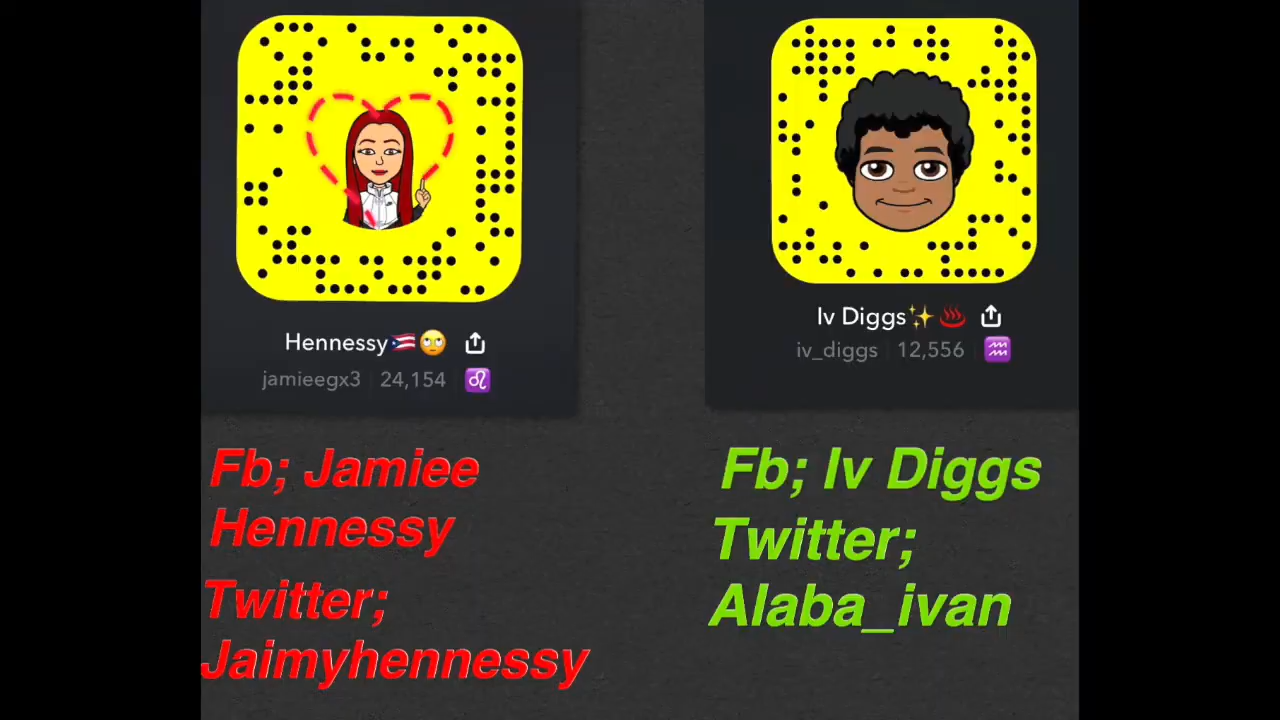 Hennessy🇵🇷🙄
jamieegx3 24,154 ♌
Fb; Jamiee
Hennessy
Twitter;
Jaimyhennessy
Iv Diggs✨♨️
iv_diggs 12,556 ♒
Fb; Iv Diggs
Twitter;
Alaba_ivan